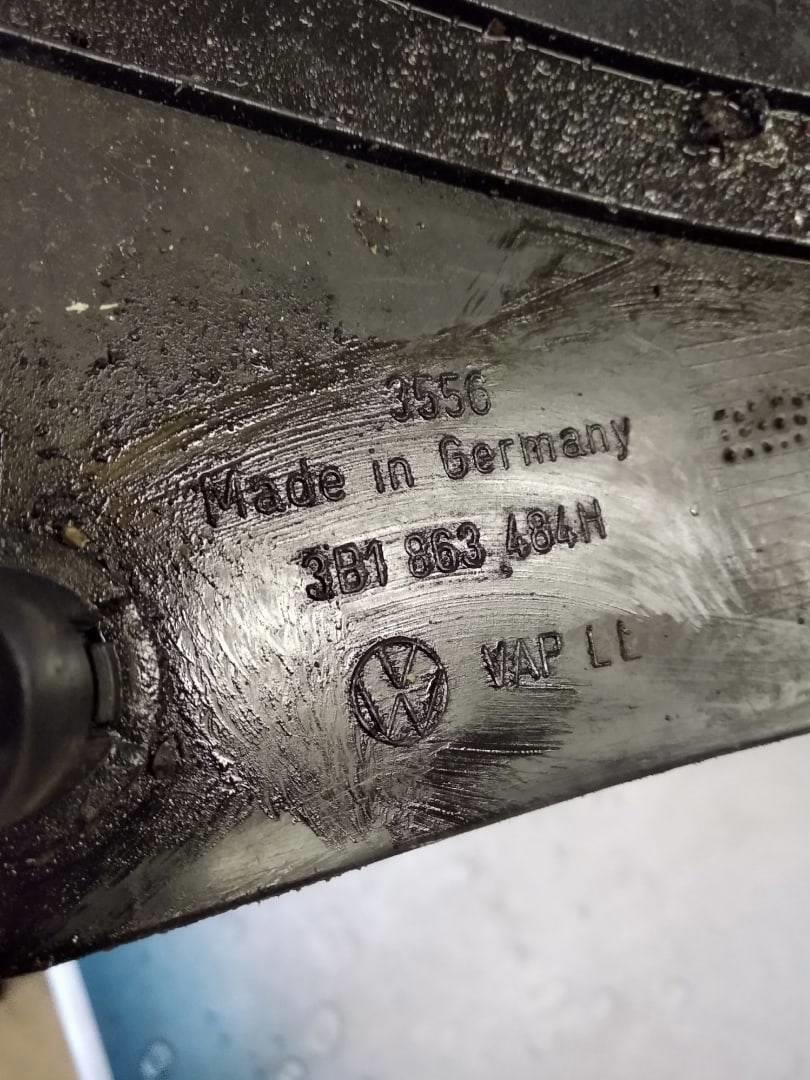 3556
Made in Germany
3B1 863 484H
VAP LL